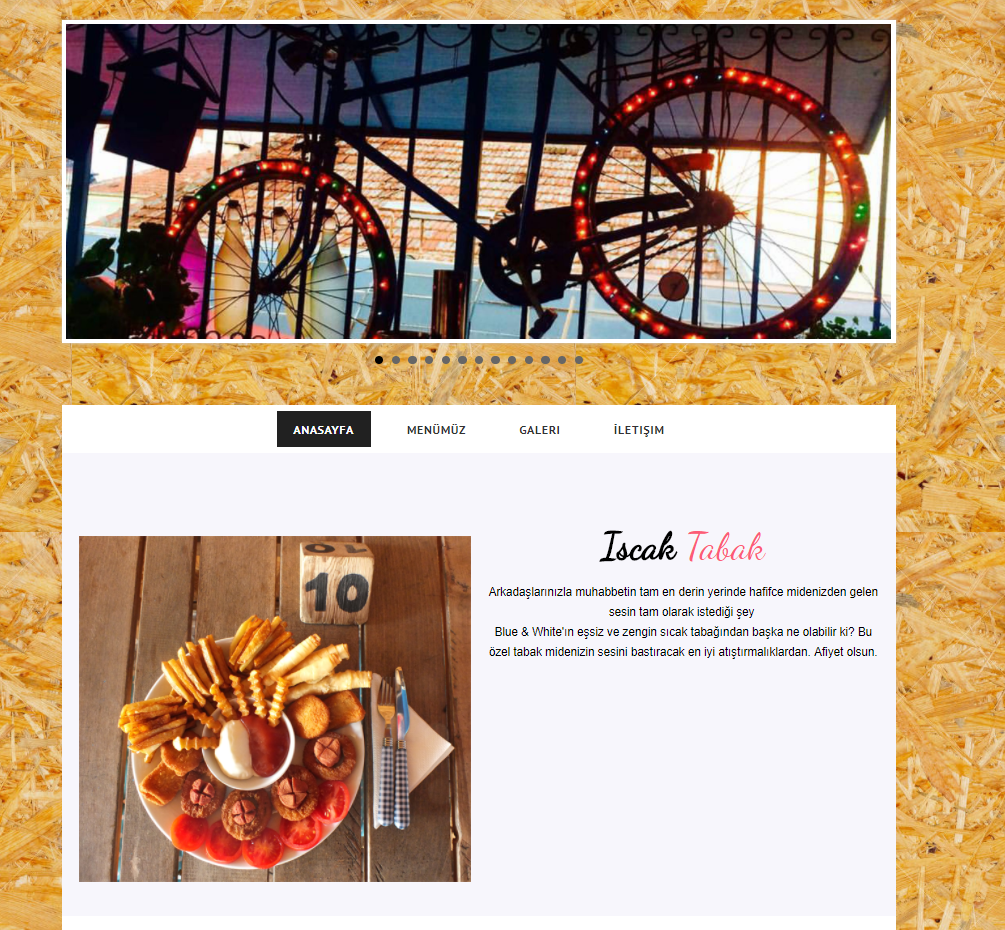 ANASAYFA MENÜMÜZ GALERI İLETIŞIM
Iscak Tabak
Arkadaşlarınızla muhabbetin tam en derin yerinde hafifce midenizden gelen
sesin tam olarak istediği şey
Blue & White'ın eşsiz ve zengin sıcak tabağından başka ne olabilir ki? Bu
özel tabak midenizin sesini bastıracak en iyi atıştırmalıklardan. Afiyet olsun.
10